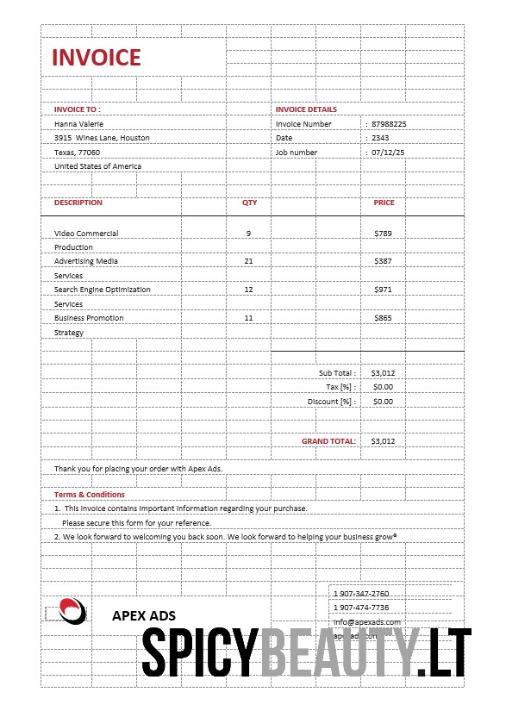 INVOICE
INVOICE TO :
INVOICE DETAILS
Hanna Valerie
Invoice Number : 87988225
3915 Wines Lane, Houston
Date : 2343
Texas, 77060
Job number : 07/12/25
United States of America
DESCRIPTION QTY PRICE
Video Commercial 9 $789
Production
Advertising Media 21 $387
Services
Search Engine Optimization 12 $971
Services
Business Promotion 11 $865
Strategy
Sub Total : $3,012
Tax [%] : $0.00
Discount [%] : $0.00
GRAND TOTAL: $3,012
Thank you for placing your order with Apex Ads.
Terms & Conditions
1. This Invoice contains important information regarding your purchase.
Please secure this form for your reference.
2. We look forward to welcoming you back soon. We look forward to helping your business grow®
1 907-347-2760
1 907-474-7736
info@apexads.com
APEX ADS
SPICYBEAUTY.LT